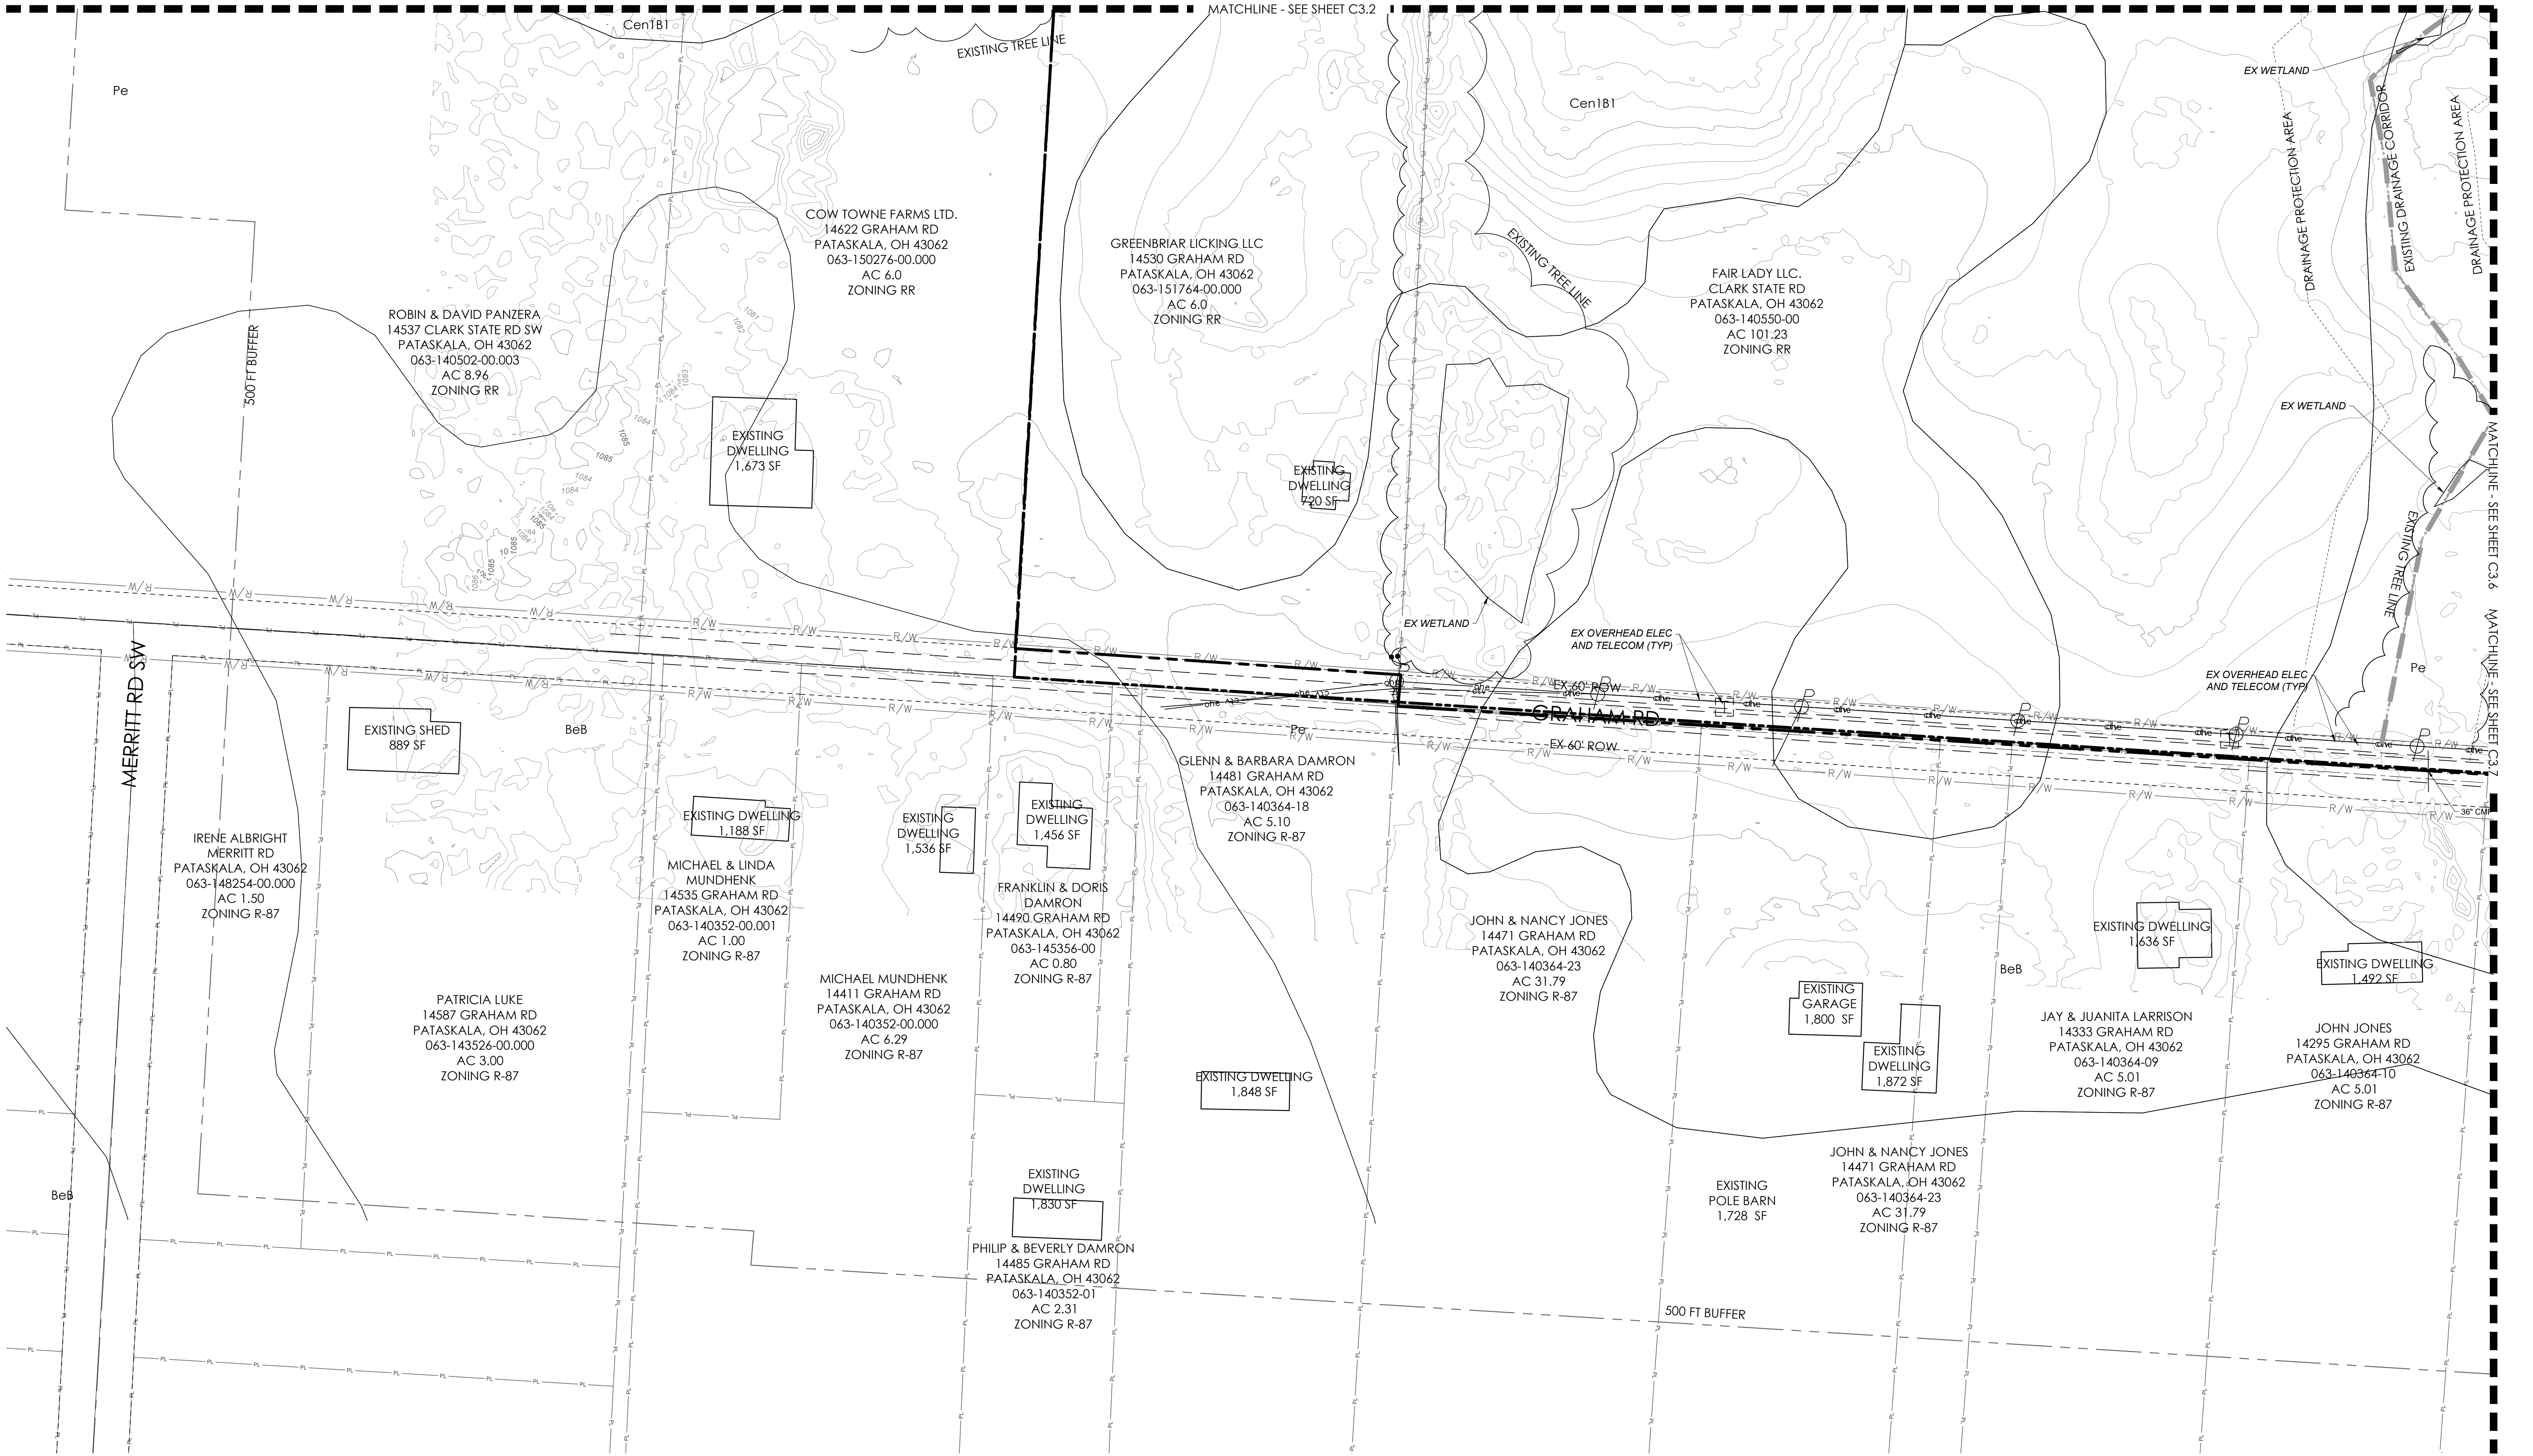 MATCHLINE - SEE SHEET C3.2
Cen1B1
EXISTING TREE LINE
Pe
EX WETLAND
Cen1B1
DRAINAGE PROTECTION AREA
EXISTING DRAINAGE CORRIDOR
DRAINAGE PROTECTION AREA
COW TOWNE FARMS LTD.
14622 GRAHAM RD
PATASKALA, OH 43062
063-150276-00.000
AC 6.0
ZONING RR
GREENBRIAR LICKING LLC
14530 GRAHAM RD
PATASKALA, OH 43062
063-151764-00.000
AC 6.0
ZONING RR
EXISTING TREE LINE
FAIR LADY LLC.
CLARK STATE RD
PATASKALA, OH 43062
063-140550-00
AC 101.23
ZONING RR
ROBIN & DAVID PANZERA
14537 CLARK STATE RD SW
PATASKALA, OH 43062
063-140502-00.003
AC 8.96
ZONING RR
500 FT BUFFER
1081
1082
1083
1084
1084
1085
1085
1084
1084
1085
1085
1085
1086
EX WETLAND
MATCHLINE - SEE SHEET C3.6
EXISTING
DWELLING
1,673 SF
EXISTING
DWELLING
720 SF
EXISTING TREE LINE
EX WETLAND
EX OVERHEAD ELEC
AND TELECOM (TYP)
EX OVERHEAD ELEC
AND TELECOM (TYP)
Pe
MATCHLINE - SEE SHEET C3.7
R/W
R/W
R/W
PL
PL
MERRITT RD SW
EX 60' ROW
GRAHAM RD
EX 60' ROW
ohe
ohe
ohe
Pe
BeB
36" CMP
EXISTING SHED
889 SF
EXISTING DWELLING
1,188 SF
EXISTING
DWELLING
1,536 SF
EXISTING
DWELLING
1,456 SF
GLENN & BARBARA DAMRON
14481 GRAHAM RD
PATASKALA, OH 43062
063-140364-18
AC 5.10
ZONING R-87
IRENE ALBRIGHT
MERRITT RD
PATASKALA, OH 43062
063-148254-00.000
AC 1.50
ZONING R-87
MICHAEL & LINDA
MUNDHENK
14535 GRAHAM RD
PATASKALA, OH 43062
063-140352-00.001
AC 1.00
ZONING R-87
FRANKLIN & DORIS
DAMRON
14490 GRAHAM RD
PATASKALA, OH 43062
063-145356-00
AC 0.80
ZONING R-87
JOHN & NANCY JONES
14471 GRAHAM RD
PATASKALA, OH 43062
063-140364-23
AC 31.79
ZONING R-87
EXISTING DWELLING
1,636 SF
BeB
EXISTING DWELLING
1,492 SF
PATRICIA LUKE
14587 GRAHAM RD
PATASKALA, OH 43062
063-143526-00.000
AC 3.00
ZONING R-87
MICHAEL MUNDHENK
14411 GRAHAM RD
PATASKALA, OH 43062
063-140352-00.000
AC 6.29
ZONING R-87
EXISTING
GARAGE
1,800 SF
EXISTING
DWELLING
1,872 SF
JAY & JUANITA LARRISON
14333 GRAHAM RD
PATASKALA, OH 43062
063-140364-09
AC 5.01
ZONING R-87
JOHN JONES
14295 GRAHAM RD
PATASKALA, OH 43062
063-140364-10
AC 5.01
ZONING R-87
EXISTING DWELLING
1,848 SF
BeB
EXISTING
DWELLING
1,830 SF
EXISTING
POLE BARN
1,728 SF
JOHN & NANCY JONES
14471 GRAHAM RD
PATASKALA, OH 43062
063-140364-23
AC 31.79
ZONING R-87
PHILIP & BEVERLY DAMRON
14485 GRAHAM RD
PATASKALA, OH 43062
063-140352-01
AC 2.31
ZONING R-87
500 FT BUFFER